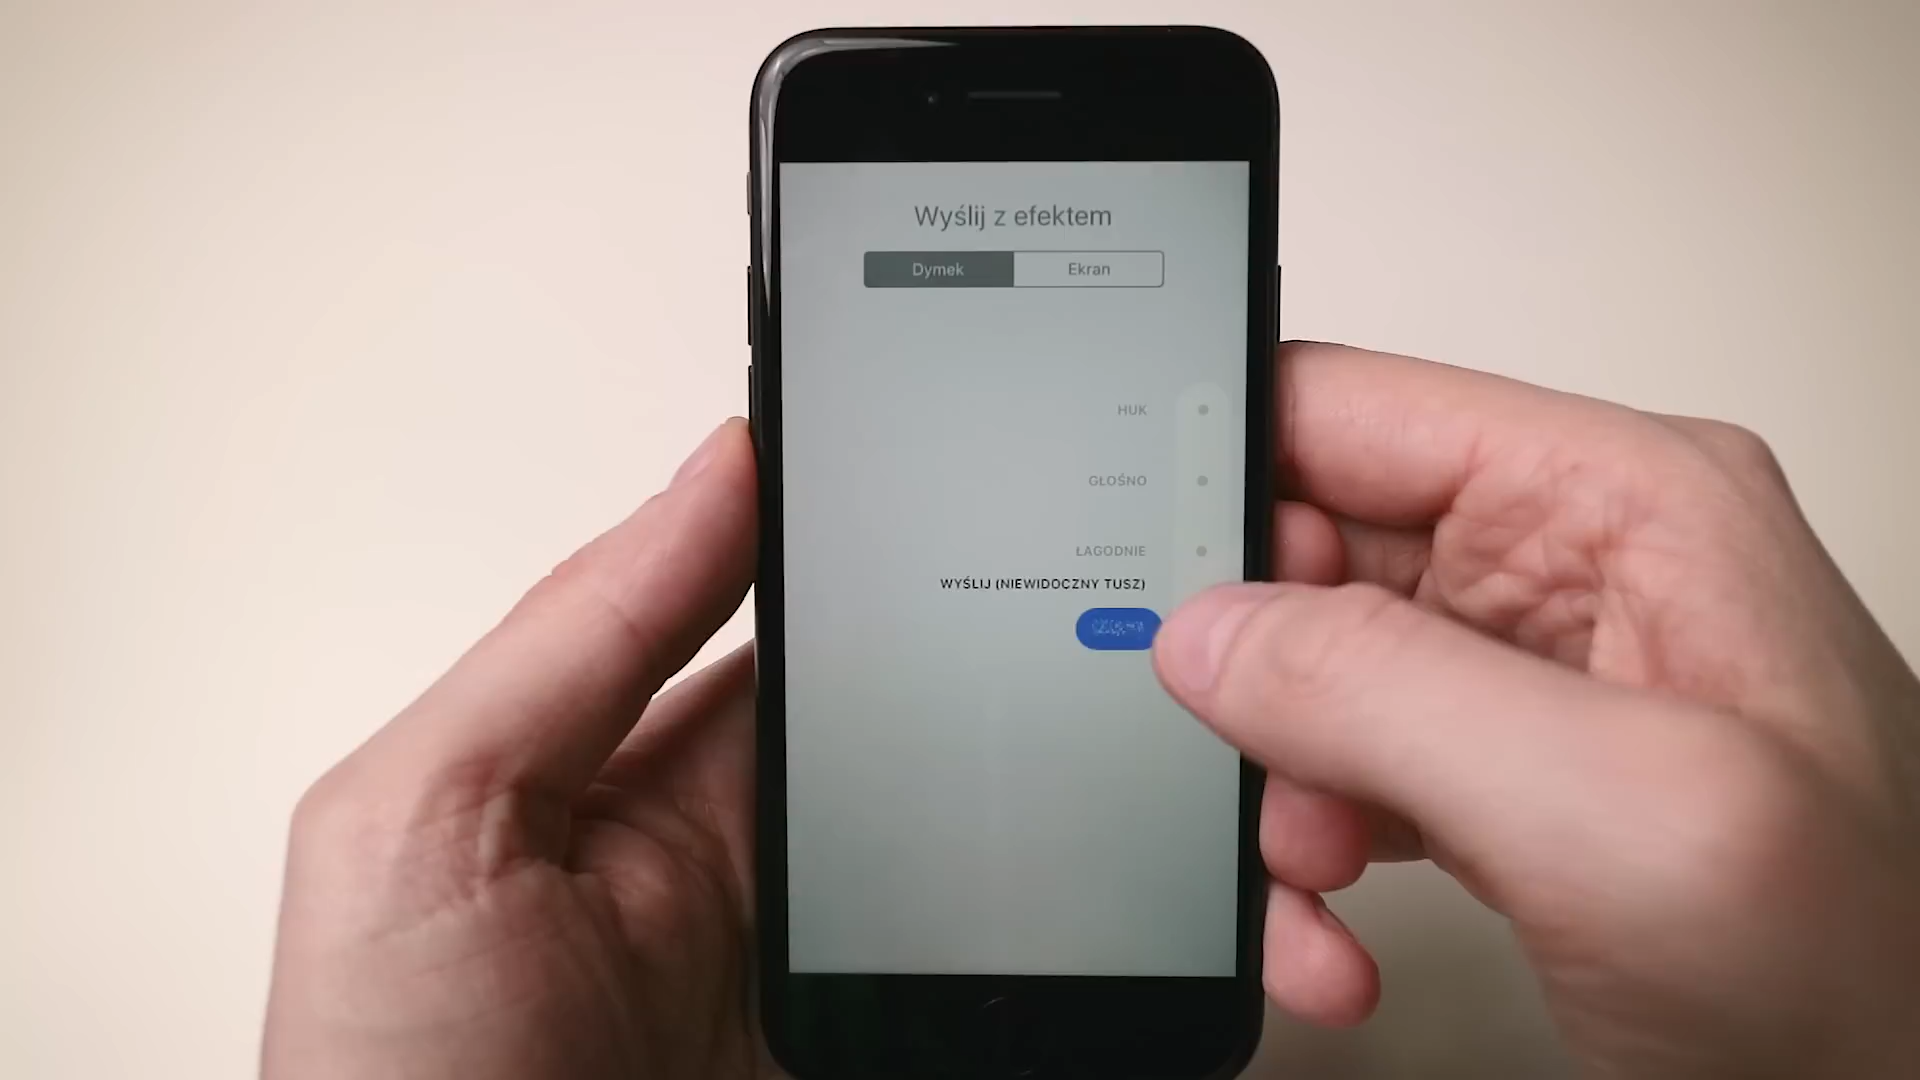 Wyślij z efektem
Dymek
Ekran
HUK
GŁOŚNO
ŁAGODNIE
WYŚLIJ (NIEWIDOCZNY TUSZ)